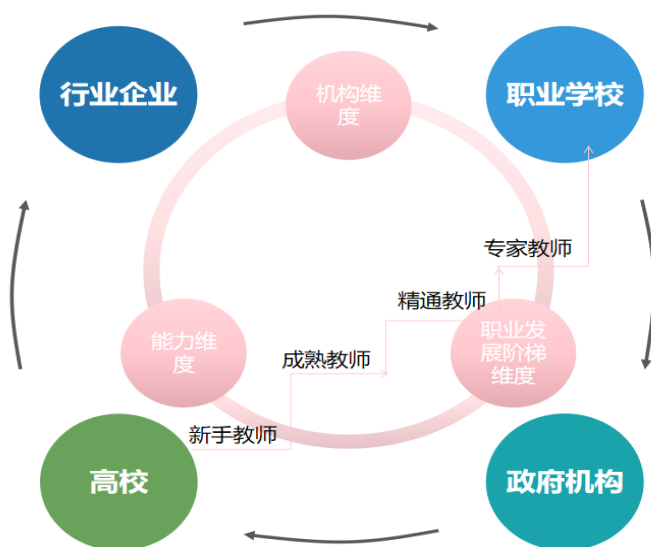 行业企业
机构维
度
职业学校
专家教师
精通教师
职业发
展阶梯
维度
能力维
度
成熟教师
新手教师
高校
政府机构